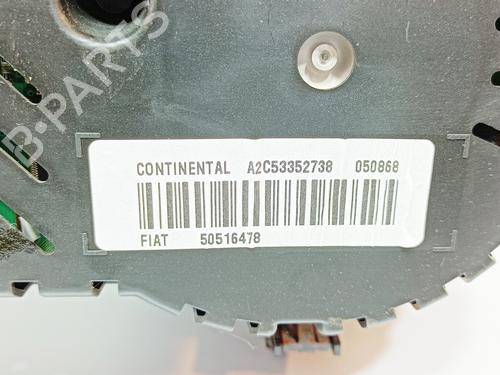 B-PARTS
CONTINENTAL A2C53352738 050868
FIAT 50516478